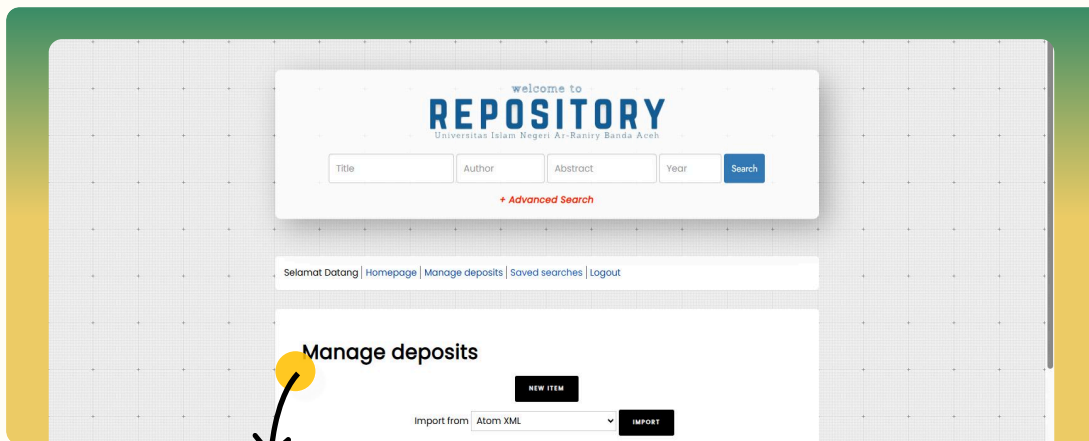 welcome to
REPOSITORY
Universitas Islam Negeri Ar-Raniry Banda Aceh
Title Author Abstract Year Search
+ Advanced Search
Selamat Datang | Homepage | Manage deposits | Saved searches | Logout
Manage deposits
NEW ITEM
Import from Atom XML IMPORT